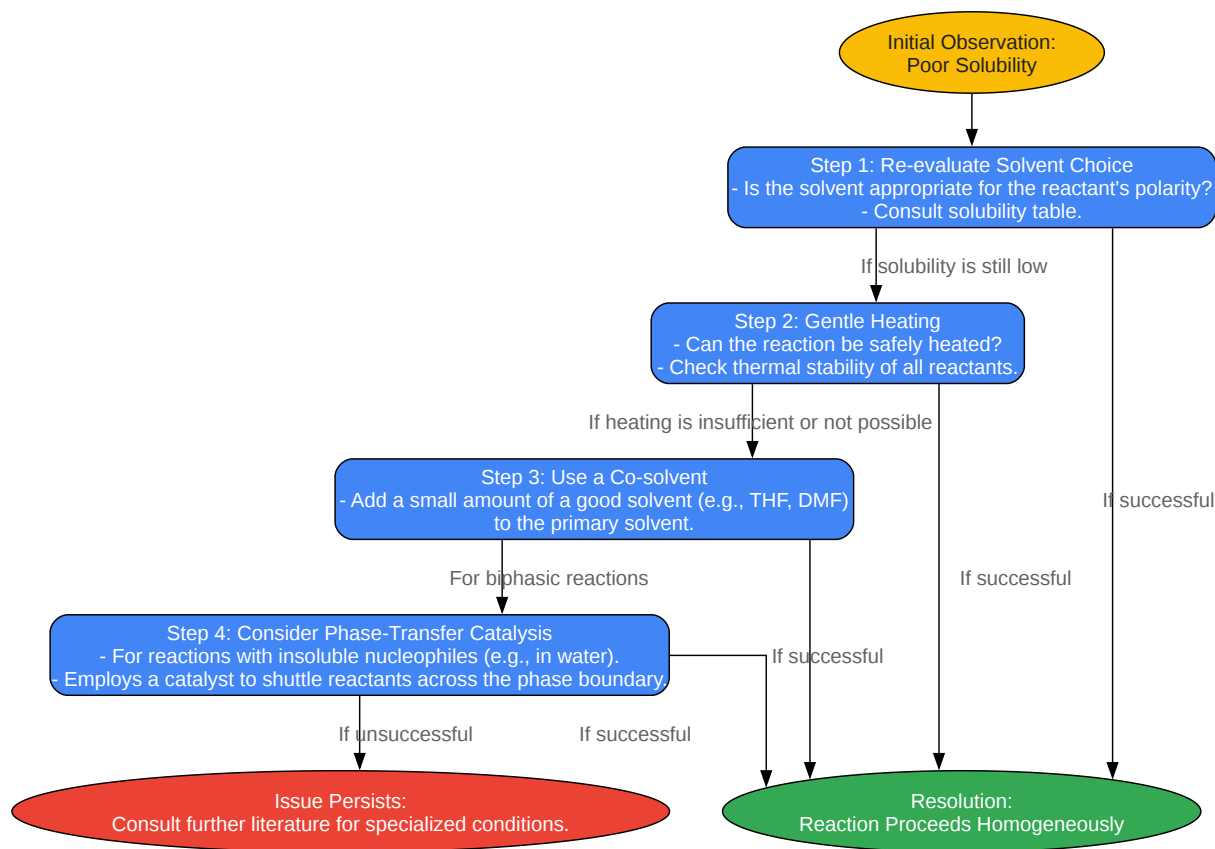 Initial Observation:
Poor Solubility
Step 1: Re-evaluate Solvent Choice
- Is the solvent appropriate for the reactant's polarity?
- Consult solubility table.
If solubility is still low
Step 2: Gentle Heating
- Can the reaction be safely heated?
- Check thermal stability of all reactants.
If heating is insufficient or not possible
Step 3: Use a Co-solvent
- Add a small amount of a good solvent (e.g., THF, DMF)
to the primary solvent.
If successful
For biphasic reactions
If successful
Step 4: Consider Phase-Transfer Catalysis
- For reactions with insoluble nucleophiles (e.g., in water).
- Employs a catalyst to shuttle reactants across the phase boundary.
If successful
If unsuccessful
If successful
Issue Persists:
Consult further literature for specialized conditions.
Resolution:
Reaction Proceeds Homogeneously